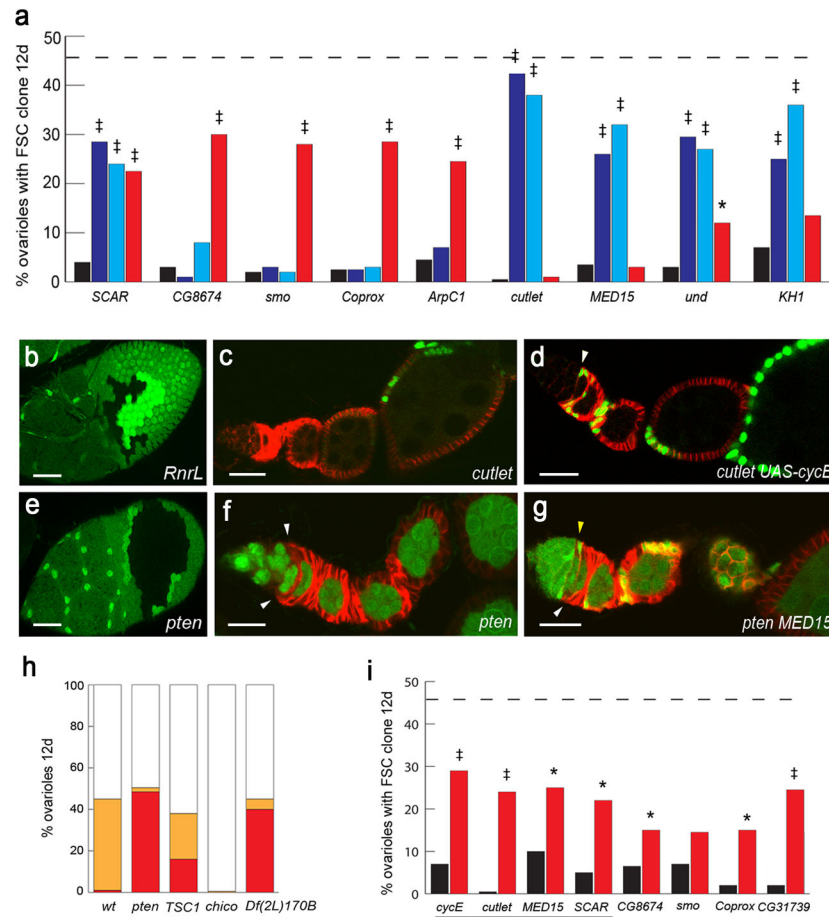 a
% ovarioles with FSC clone 12d
50
40
30
20
10
0
‡ ‡ ‡ ‡ ‡ ‡ ‡ ‡ ‡ ‡ ‡ ‡ ‡ * ‡ ‡
SCAR CG8674 smo Coprox ArpC1 cutlet MED15 und KH1
b
RnrL
c
cutlet
d
cutlet UAS-cycE
e
pten
f
pten
g
pten MED15
h
% ovarioles 12d
100
80
60
40
20
0
wt pten TSC1 chico Df(2L)170B
i
% ovarioles with FSC clone 12d
50
40
30
20
10
0
‡ ‡ * * * * ‡
cycE cutlet MED15 SCAR CG8674 smo Coprox CG31739